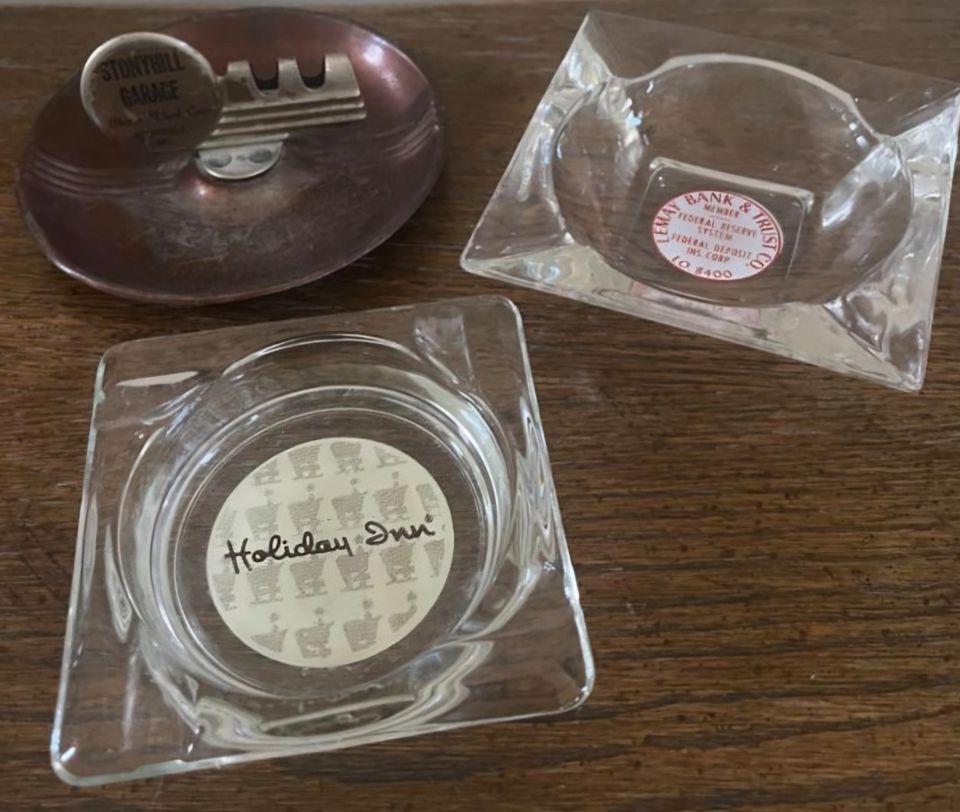 STONYHILL
GARAGE
LEMAY BANK & TRUST CO.
MEMBER
FEDERAL RESERVE
SYSTEM
FEDERAL DEPOSIT
INS. CORP.
LO. 8400
Holiday Inn®